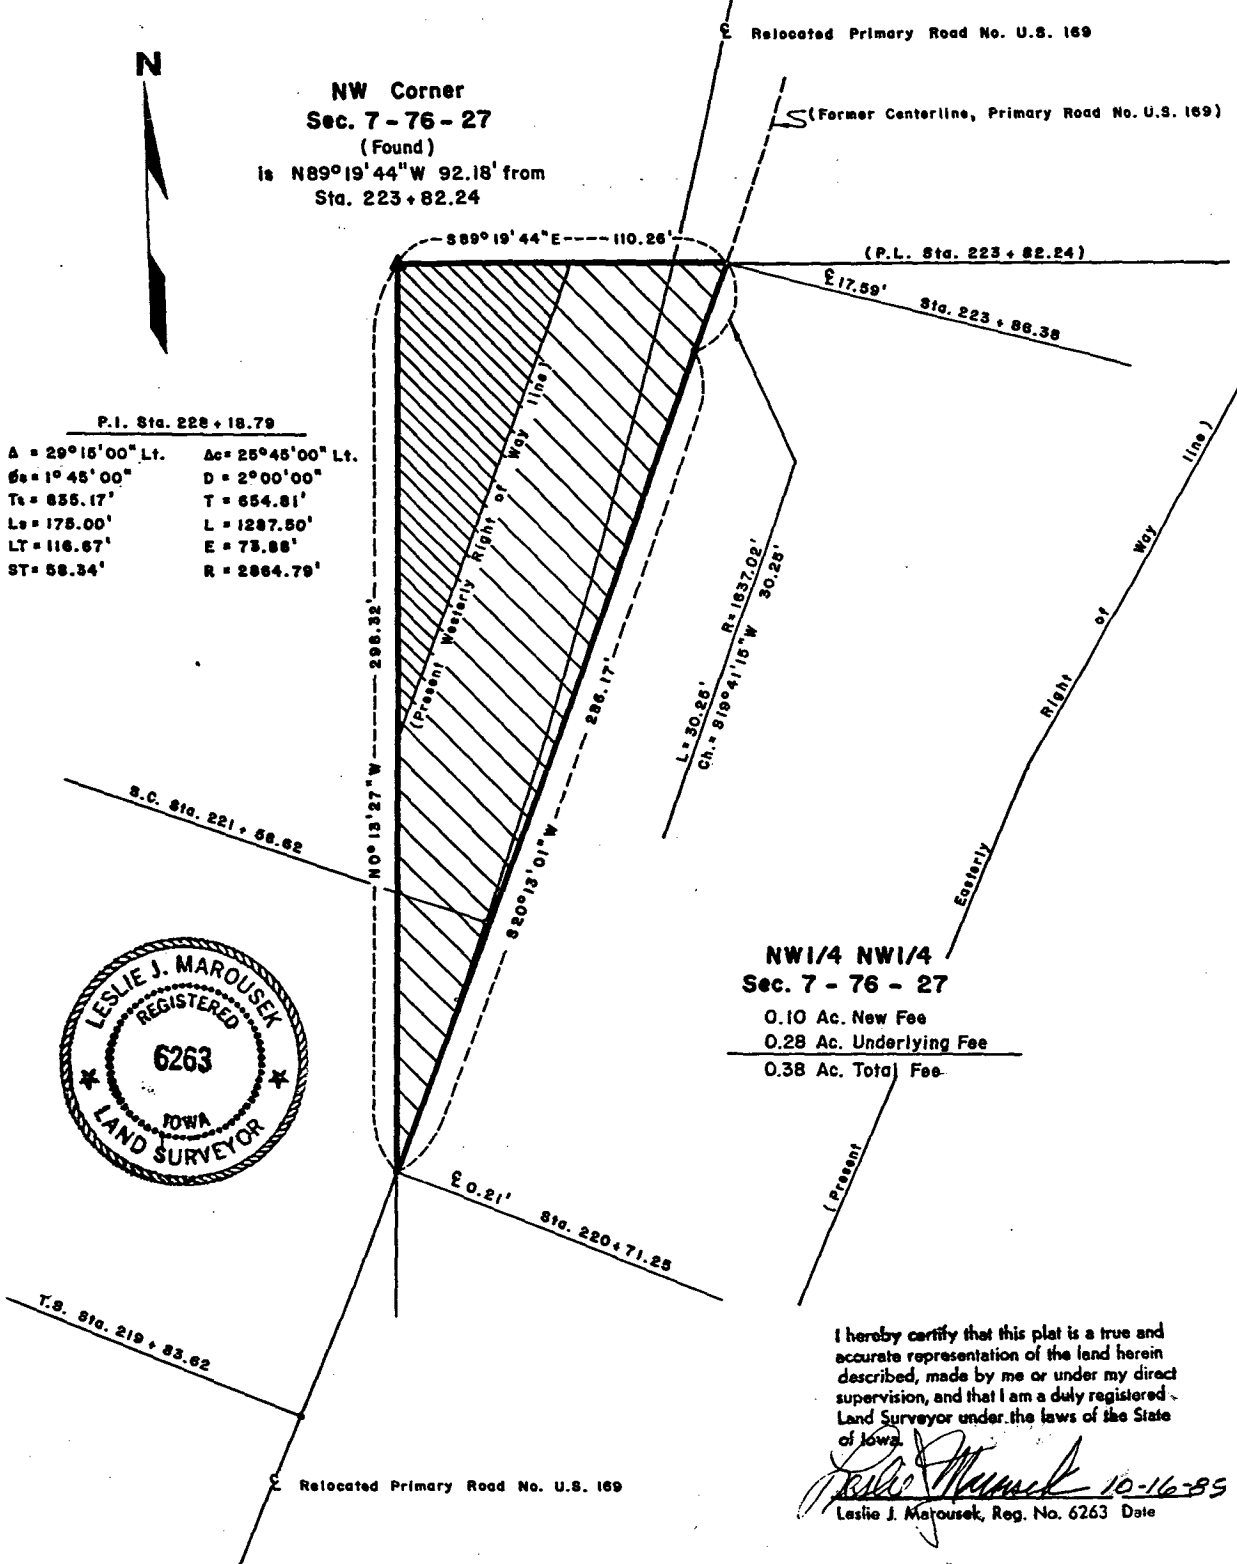 ℄ Relocated Primary Road No. U.S. 169
N
NW Corner
Sec. 7 - 76 - 27
(Found)
is N89°19'44"W 92.18' from
Sta. 223+82.24
(Former Centerline, Primary Road No. U.S. 169)
S89°19'44"E 110.26'
(P.L. Sta. 223 + 82.24)
℄ 17.59' Sta. 223 + 86.38
P.I. Sta. 228 + 18.79
Δ = 29°15'00" Lt. Δc = 25°45'00" Lt.
Øs = 1°45'00" D = 2°00'00"
Ts = 835.17' T = 654.81'
Ls = 175.00' L = 1287.50'
LT = 116.67' E = 73.88'
ST = 58.34' R = 2864.79'
(Present Westerly Right of Way line)
N0°13'27"W 298.32'
S20°13'01"W 286.17'
L = 30.25' R = 1637.02'
Ch. = S19°41'15"W 30.25'
S.C. Sta. 221 + 58.62
(Present Easterly Right of Way line)
NW1/4 NW1/4
Sec. 7 - 76 - 27
0.10 Ac. New Fee
0.28 Ac. Underlying Fee
0.38 Ac. Total Fee
LESLIE J. MAROUSEK
REGISTERED
6263
IOWA
LAND SURVEYOR
℄ 0.21' Sta. 220+71.25
T.S. Sta. 219 + 83.62
℄ Relocated Primary Road No. U.S. 169
I hereby certify that this plat is a true and
accurate representation of the land herein
described, made by me or under my direct
supervision, and that I am a duly registered
Land Surveyor under the laws of the State
of Iowa.
Leslie J Marousek 10-16-85
Leslie J. Marousek, Reg. No. 6263 Date